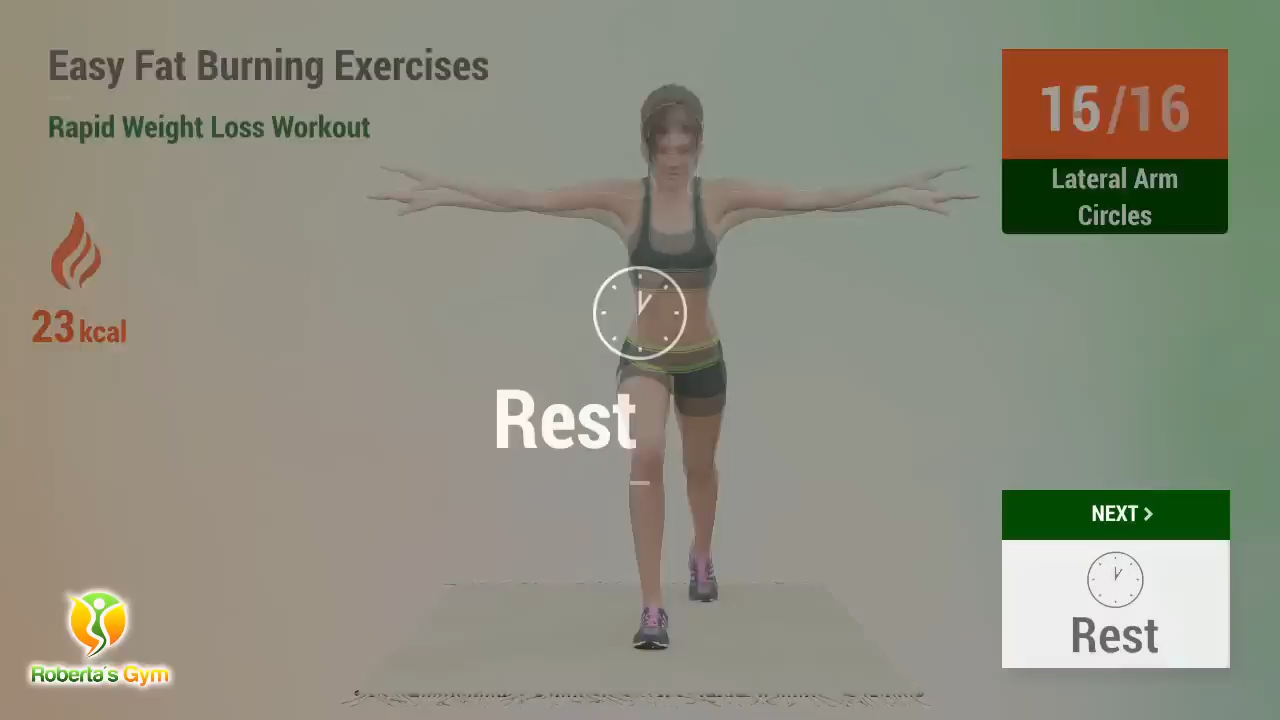 Easy Fat Burning Exercises
Rapid Weight Loss Workout
15/16
Lateral Arm
Circles
23 kcal
Rest
NEXT >
Rest
Roberta's Gym